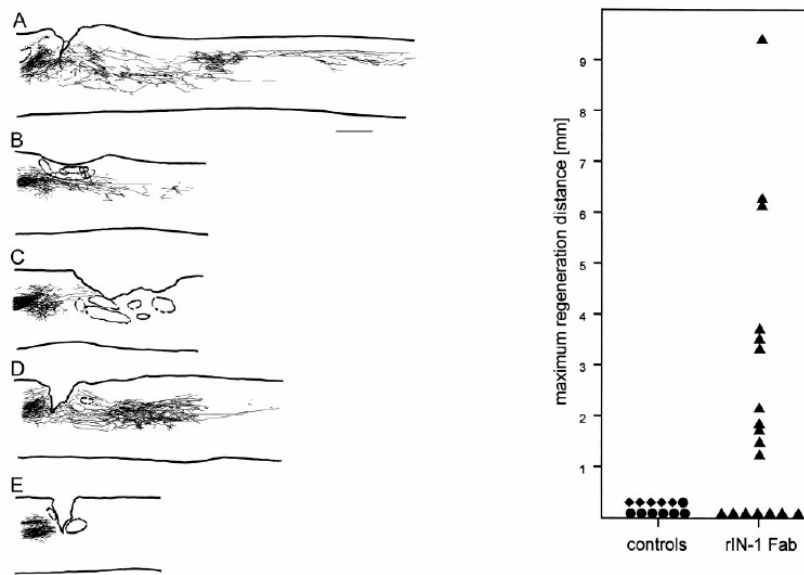 A
B
C
D
E
maximum regeneration distance [mm]
9
8
7
6
5
4
3
2
1
controls
rIN-1 Fab